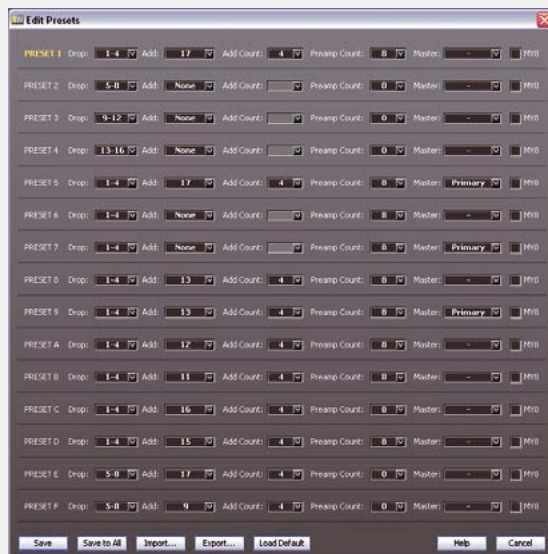 Edit Presets
PRESET 1 Drop: 1-4 Add: 17 Add Count: 4 Preamp Count: 8 Master: - MY8
PRESET 2 Drop: 5-8 Add: None Add Count: Preamp Count: 8 Master: - MY8
PRESET 3 Drop: 9-12 Add: None Add Count: Preamp Count: 8 Master: - MY8
PRESET 4 Drop: 13-16 Add: None Add Count: Preamp Count: 8 Master: - MY8
PRESET 5 Drop: 1-4 Add: 17 Add Count: 4 Preamp Count: 8 Master: Primary MY8
PRESET 6 Drop: 1-4 Add: None Add Count: Preamp Count: 8 Master: - MY8
PRESET 7 Drop: 1-4 Add: None Add Count: Preamp Count: 8 Master: Primary MY8
PRESET 8 Drop: 1-4 Add: 13 Add Count: 4 Preamp Count: 8 Master: - MY8
PRESET 9 Drop: 1-4 Add: 13 Add Count: 4 Preamp Count: 8 Master: Primary MY8
PRESET A Drop: 1-4 Add: 12 Add Count: 4 Preamp Count: 8 Master: - MY8
PRESET B Drop: 1-4 Add: 11 Add Count: 4 Preamp Count: 8 Master: - MY8
PRESET C Drop: 1-4 Add: 16 Add Count: 4 Preamp Count: 8 Master: - MY8
PRESET D Drop: 1-4 Add: 15 Add Count: 4 Preamp Count: 8 Master: - MY8
PRESET E Drop: 5-8 Add: 17 Add Count: 4 Preamp Count: 8 Master: - MY8
PRESET F Drop: 5-8 Add: 9 Add Count: 4 Preamp Count: 8 Master: - MY8
Save Save to All Import... Export... Load Default Help Cancel